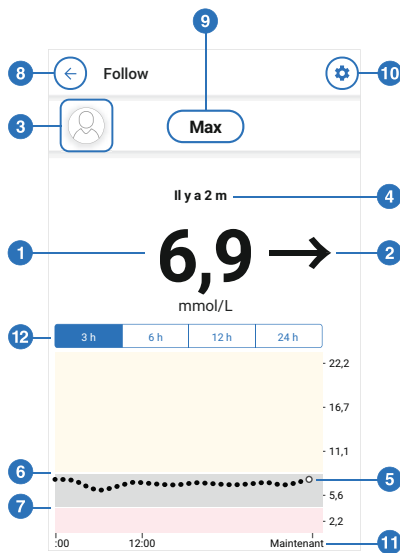 9
8 Follow 10
3 Max
Il y a 2 m 4
1 6,9 → 2
mmol/L
12 3 h 6 h 12 h 24 h
22,2
16,7
11,1
6 5
5,6
7
2,2
:00 12:00 Maintenant 11